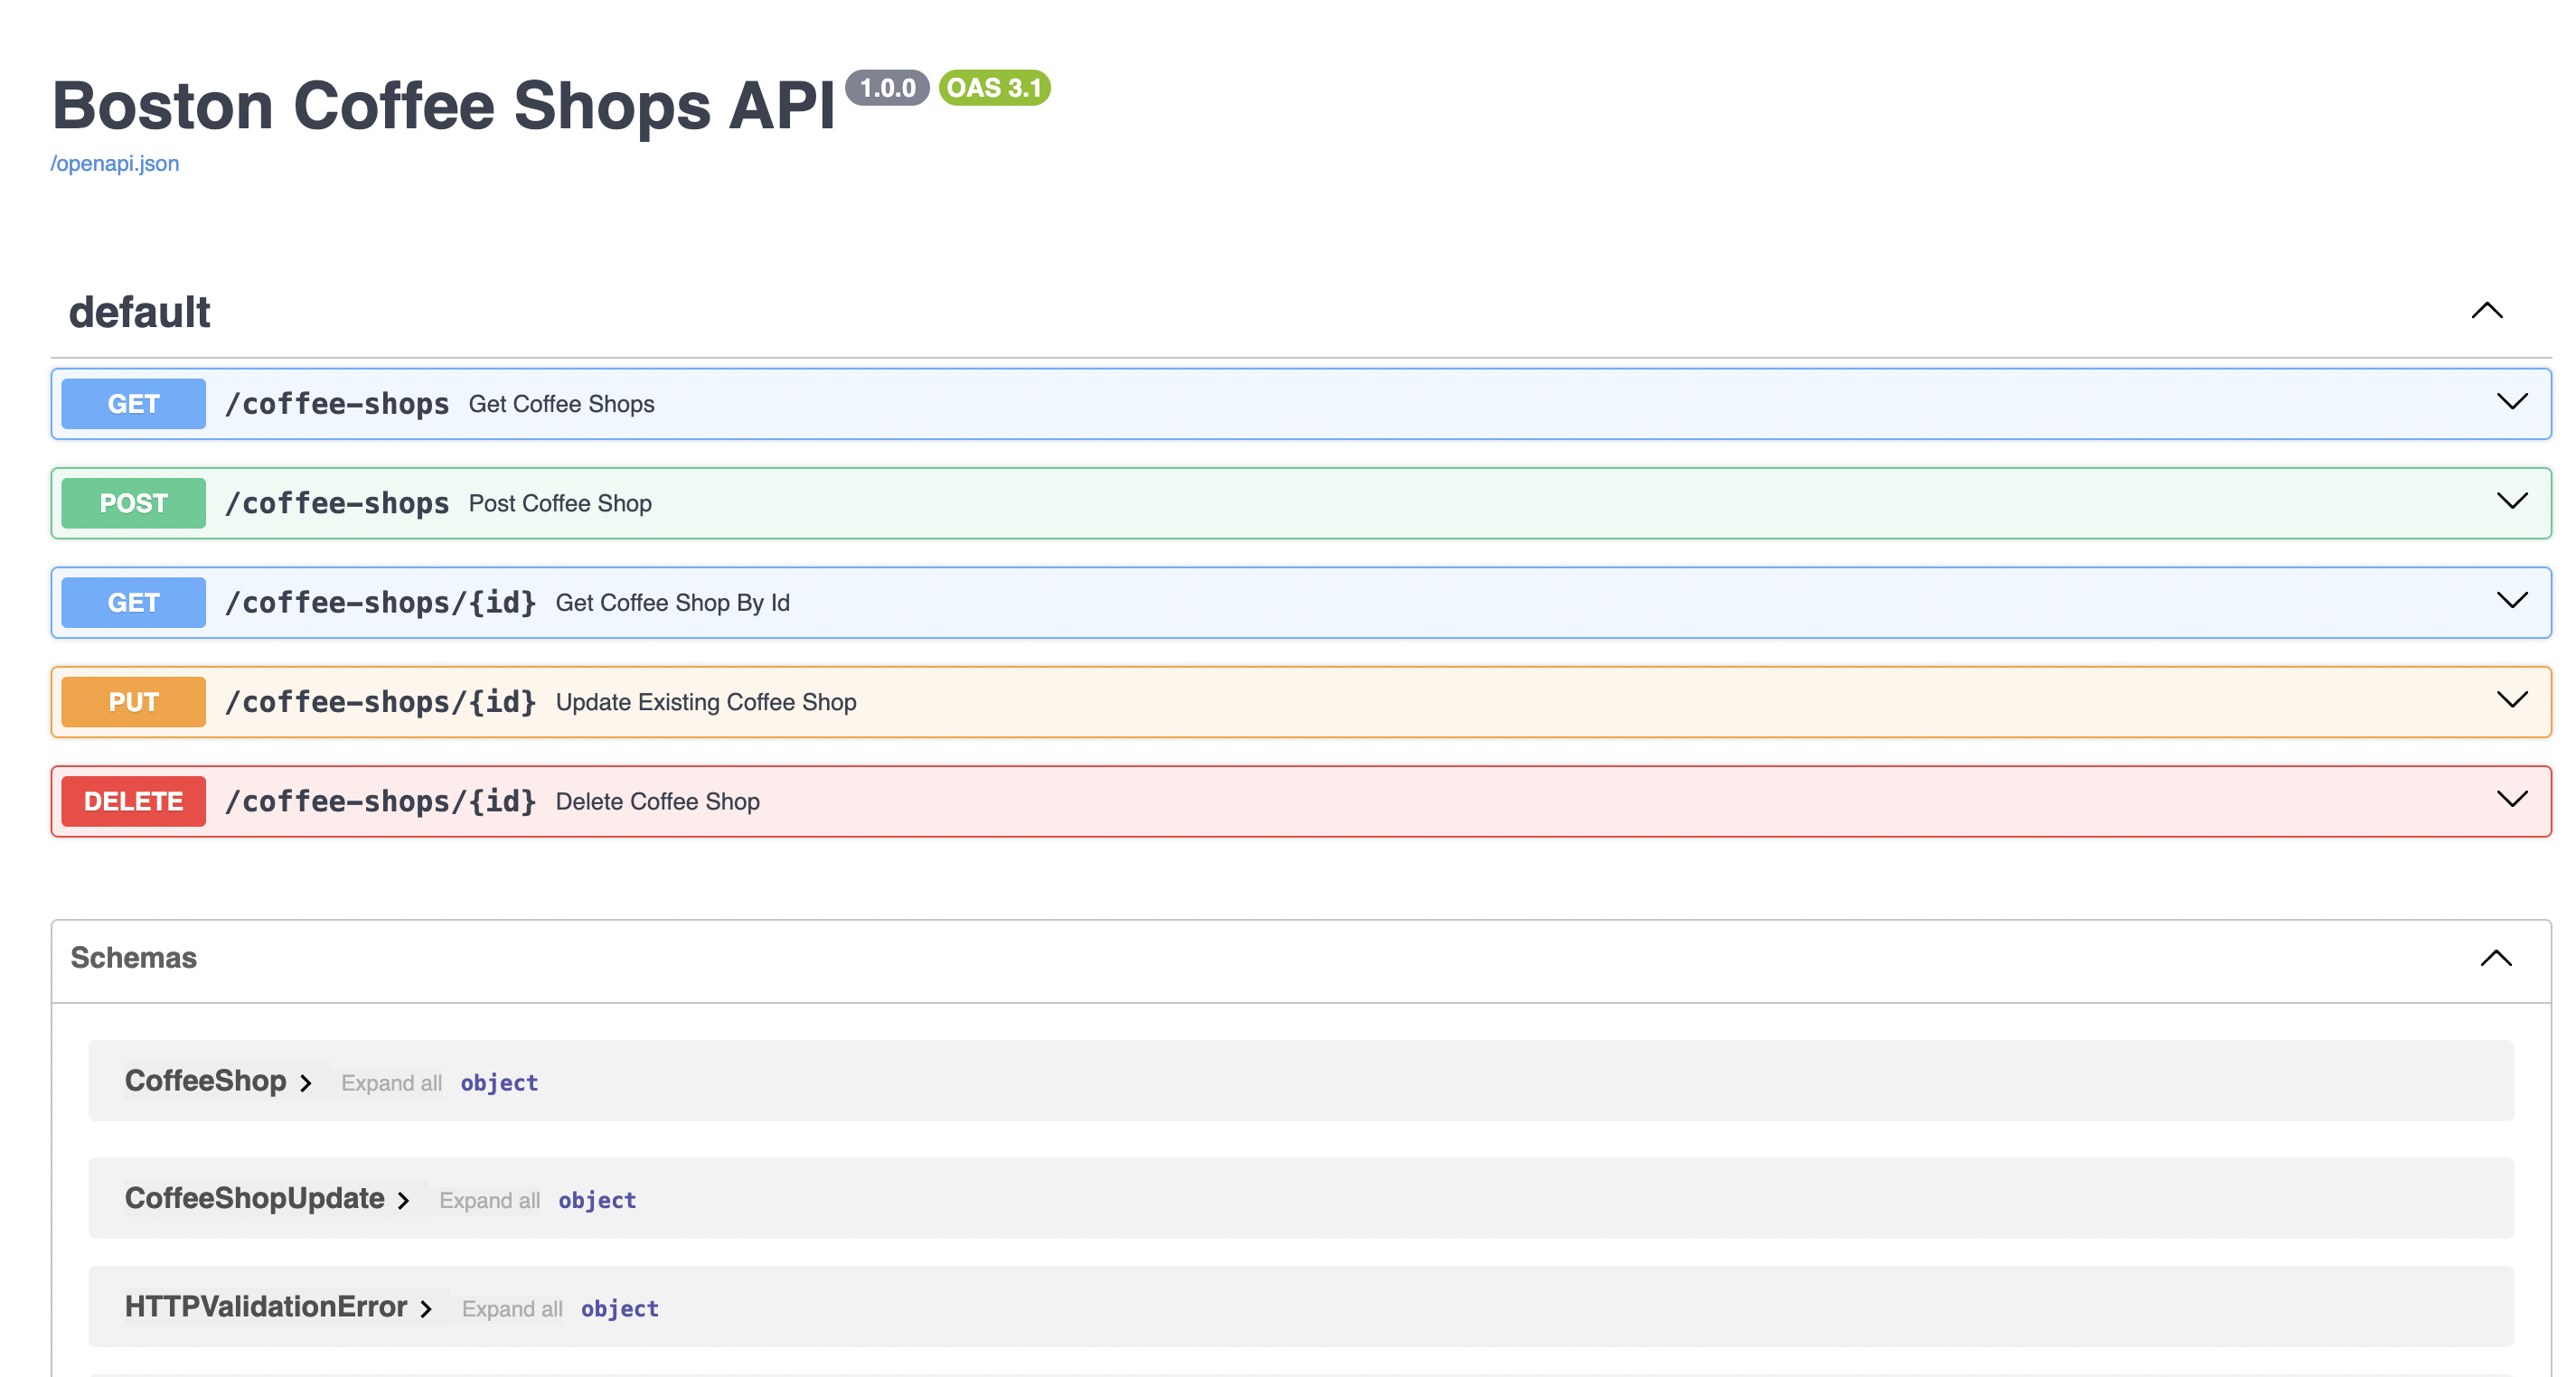 Boston Coffee Shops API 1.0.0 OAS 3.1
/openapi.json
default
GET /coffee-shops Get Coffee Shops
POST /coffee-shops Post Coffee Shop
GET /coffee-shops/{id} Get Coffee Shop By Id
PUT /coffee-shops/{id} Update Existing Coffee Shop
DELETE /coffee-shops/{id} Delete Coffee Shop
Schemas
CoffeeShop Expand all object
CoffeeShopUpdate Expand all object
HTTPValidationError Expand all object